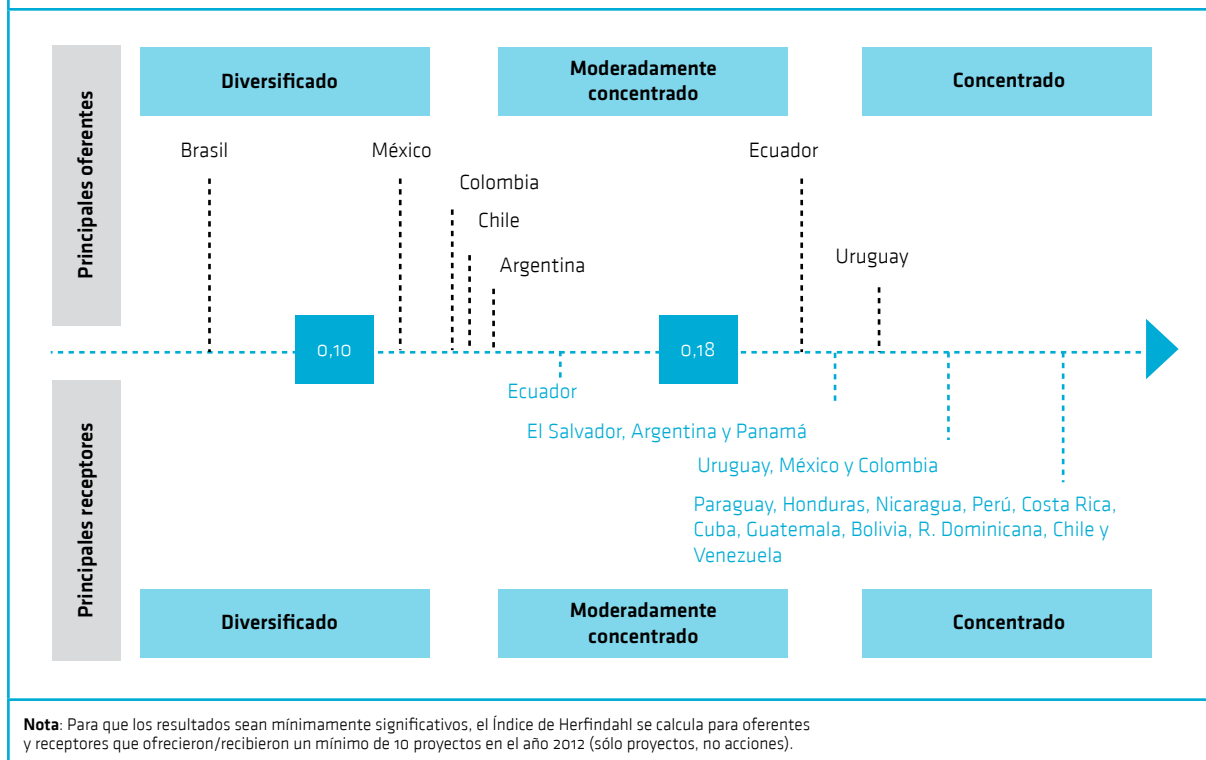 Principales oferentes
Diversificado
Moderadamente
concentrado
Concentrado
Brasil
México
Ecuador
Colombia
Chile
Uruguay
Argentina
0,10
0,18
Ecuador
El Salvador, Argentina y Panamá
Uruguay, México y Colombia
Paraguay, Honduras, Nicaragua, Perú, Costa Rica,
Cuba, Guatemala, Bolivia, R. Dominicana, Chile y
Venezuela
Principales receptores
Diversificado
Moderadamente
concentrado
Concentrado
Nota: Para que los resultados sean mínimamente significativos, el Índice de Herfindahl se calcula para oferentes
y receptores que ofrecieron/recibieron un mínimo de 10 proyectos en el año 2012 (sólo proyectos, no acciones).